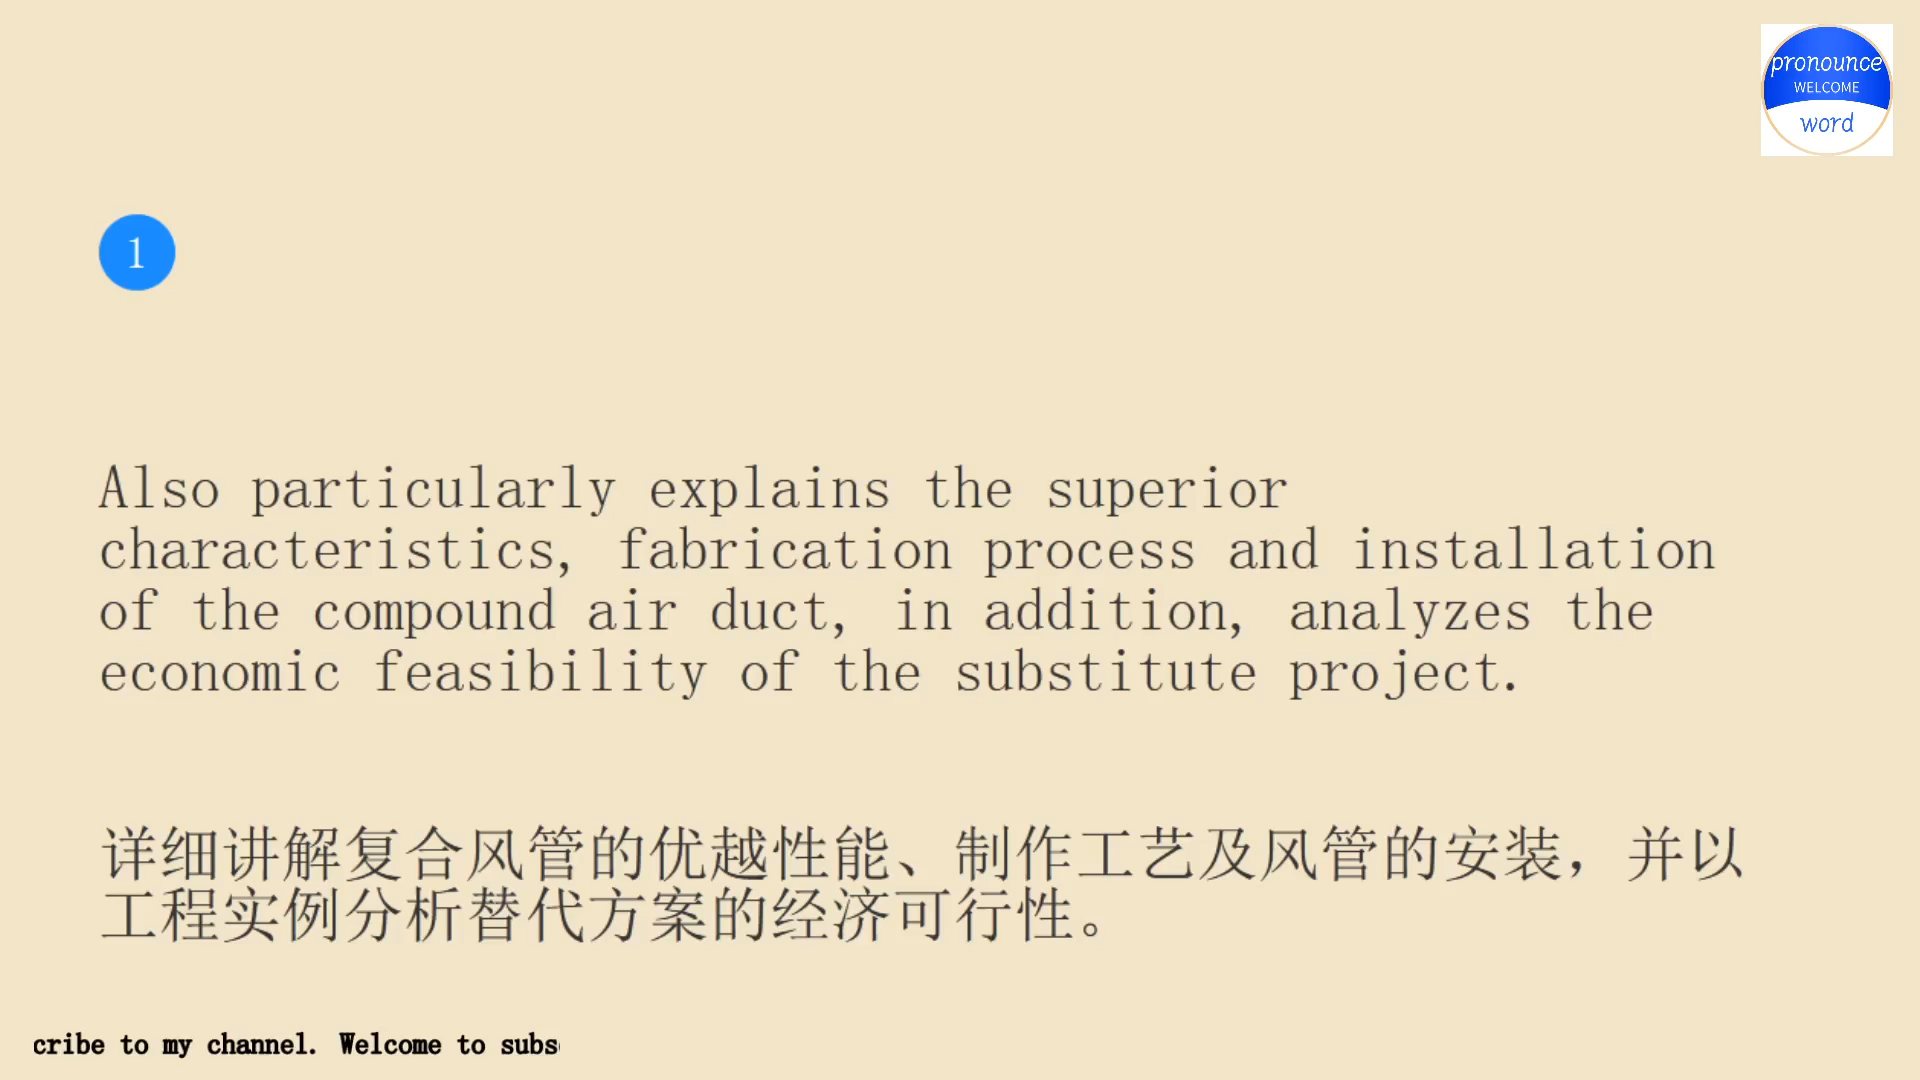 pronounce
WELCOME
word
1
Also particularly explains the superior
characteristics, fabrication process and installation
of the compound air duct, in addition, analyzes the
economic feasibility of the substitute project.
详细讲解复合风管的优越性能、制作工艺及风管的安装，并以
工程实例分析替代方案的经济可行性。
cribe to my channel. Welcome to subs